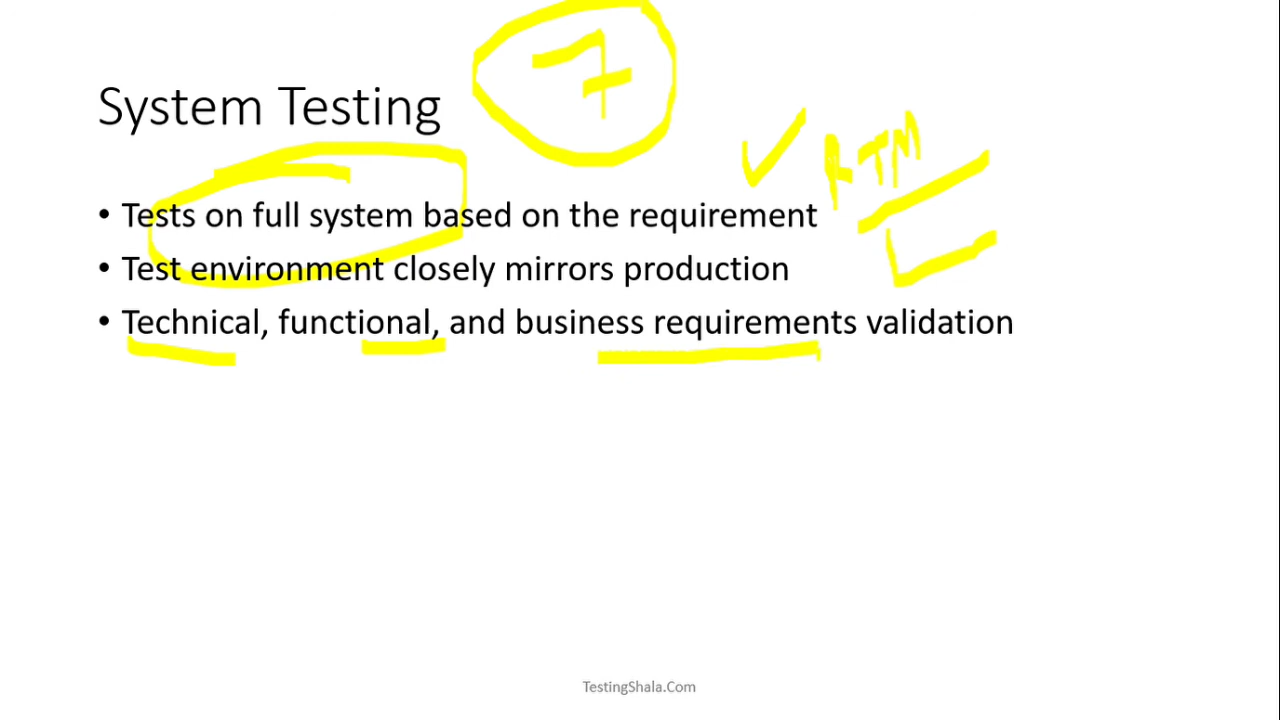 7
System Testing
RTM
• Tests on full system based on the requirement
• Test environment closely mirrors production
• Technical, functional, and business requirements validation
TestingShala.Com